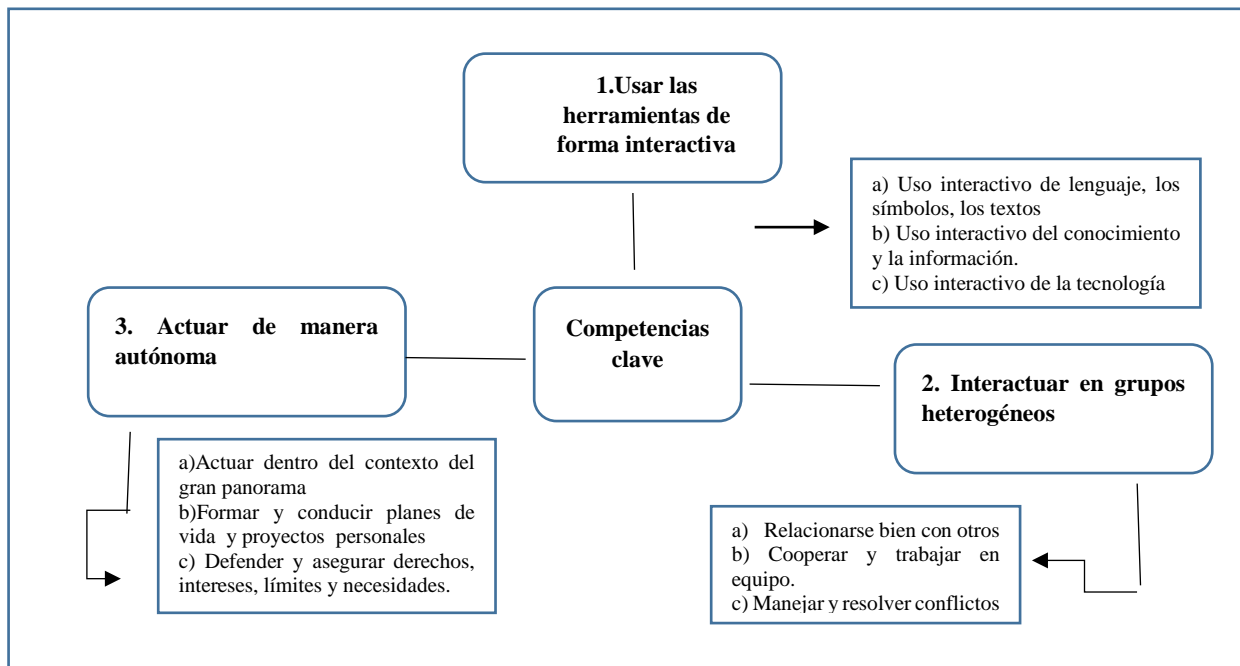 1.Usar las
herramientas de
forma interactiva
a) Uso interactivo de lenguaje, los
símbolos, los textos
b) Uso interactivo del conocimiento
y la información.
c) Uso interactivo de la tecnología
3. Actuar de manera
autónoma
Competencias
clave
2. Interactuar en grupos
heterogéneos
a)Actuar dentro del contexto del
gran panorama
b)Formar y conducir planes de
vida y proyectos personales
c) Defender y asegurar derechos,
intereses, límites y necesidades.
a) Relacionarse bien con otros
b) Cooperar y trabajar en
equipo.
c) Manejar y resolver conflictos